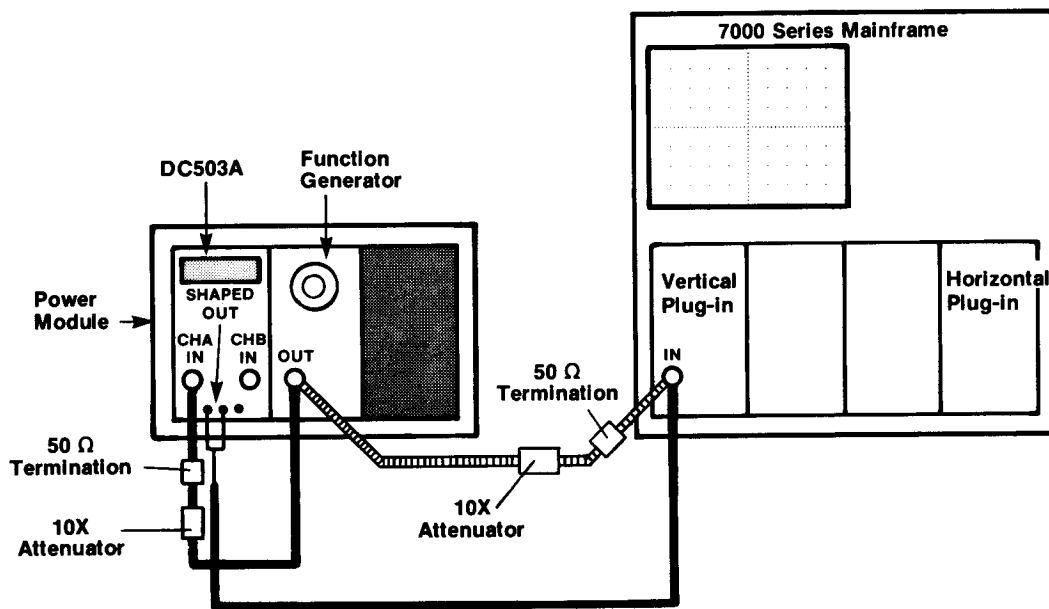 7000 Series Mainframe
DC503A
Function
Generator
Power
Module
SHAPED
OUT
CHA
IN
CHB
IN
OUT
Vertical
Plug-in
Horizontal
Plug-in
IN
50 Ω
Termination
50 Ω
Termination
10X
Attenuator
10X
Attenuator